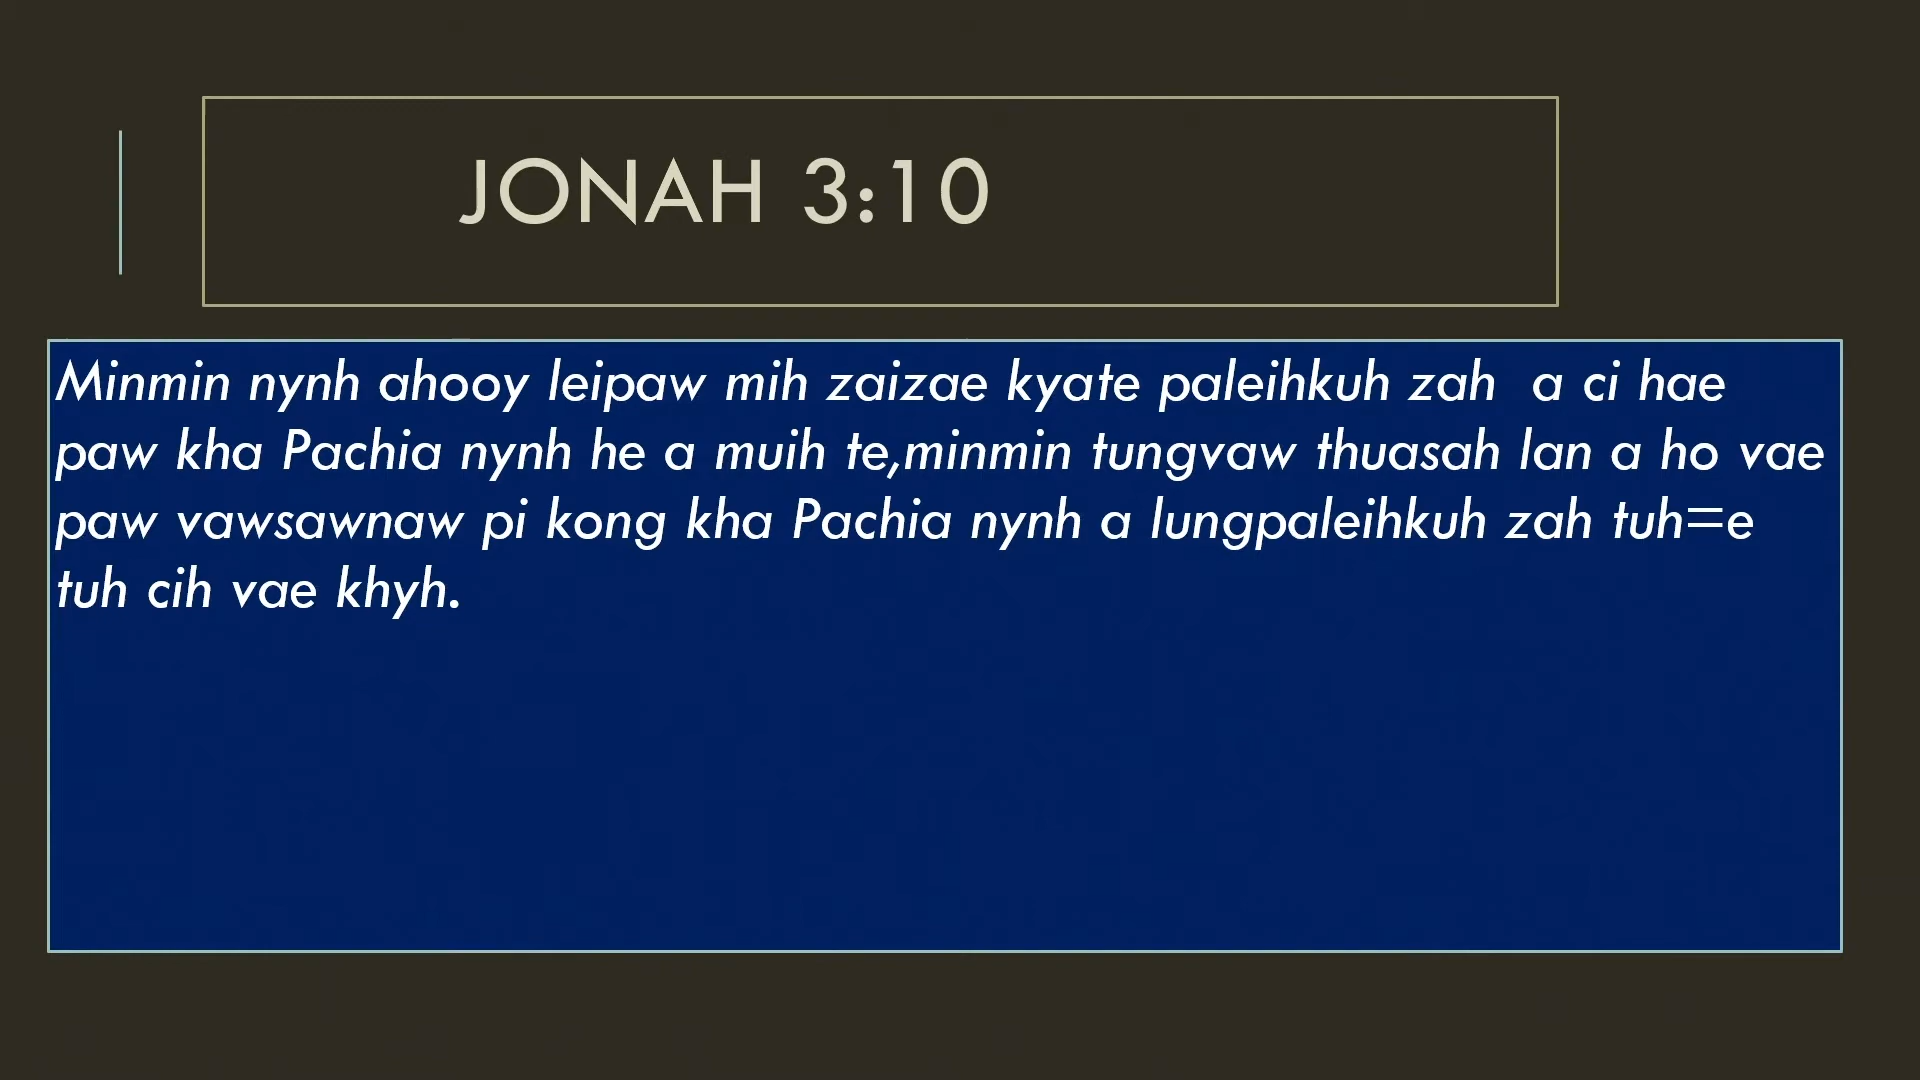 JONAH 3:10
Minmin nynh ahooy leipaw mih zaizae kyate paleihkuh zah  a ci hae
paw kha Pachia nynh he a muih te,minmin tungvaw thuasah lan a ho vae
paw vawsawnaw pi kong kha Pachia nynh a lungpaleihkuh zah tuh=e
tuh cih vae khyh.